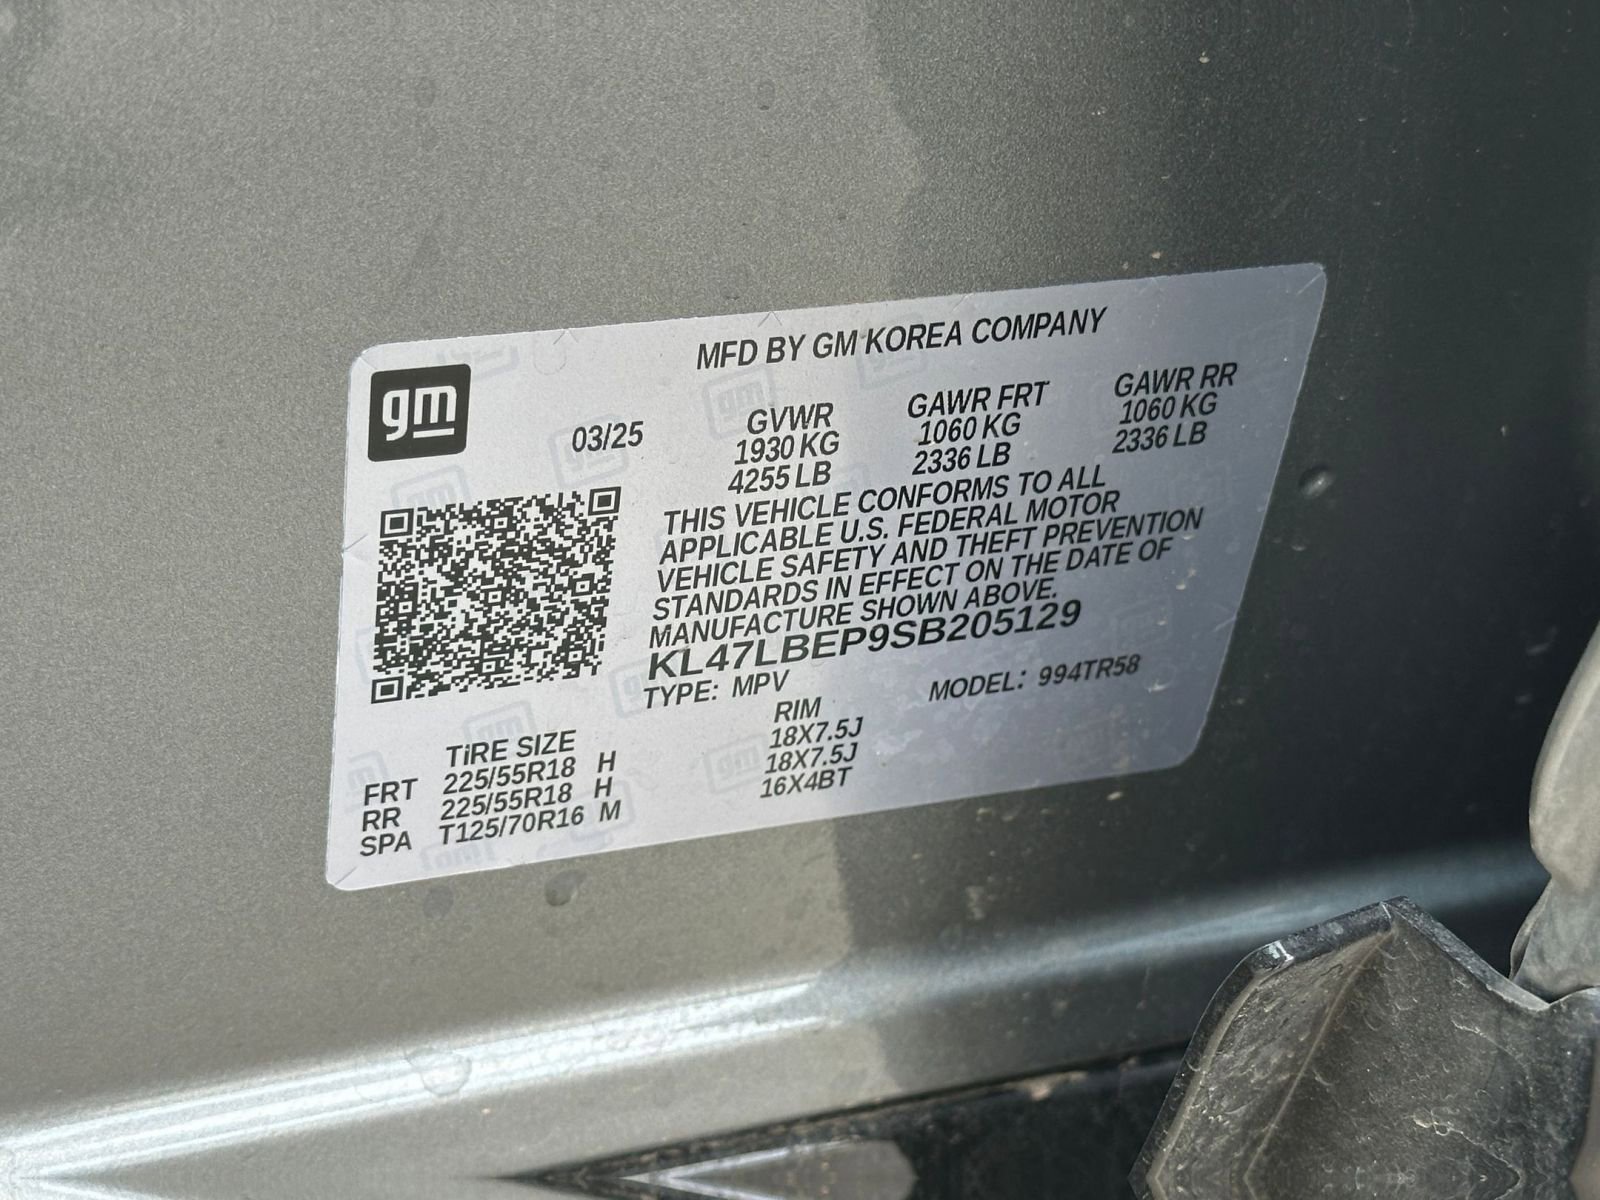 MFD BY GM KOREA COMPANY
gm
03/25
GVWR GAWR FRT GAWR RR
1930 KG 1060 KG 1060 KG
4255 LB 2336 LB 2336 LB
THIS VEHICLE CONFORMS TO ALL
APPLICABLE U.S. FEDERAL MOTOR
VEHICLE SAFETY AND THEFT PREVENTION
STANDARDS IN EFFECT ON THE DATE OF
MANUFACTURE SHOWN ABOVE.
KL47LBEP9SB205129
TYPE: MPV MODEL: 994TR58
TiRE SIZE RIM
FRT 225/55R18 H 18X7.5J
RR 225/55R18 H 18X7.5J
SPA T125/70R16 M 16X4BT